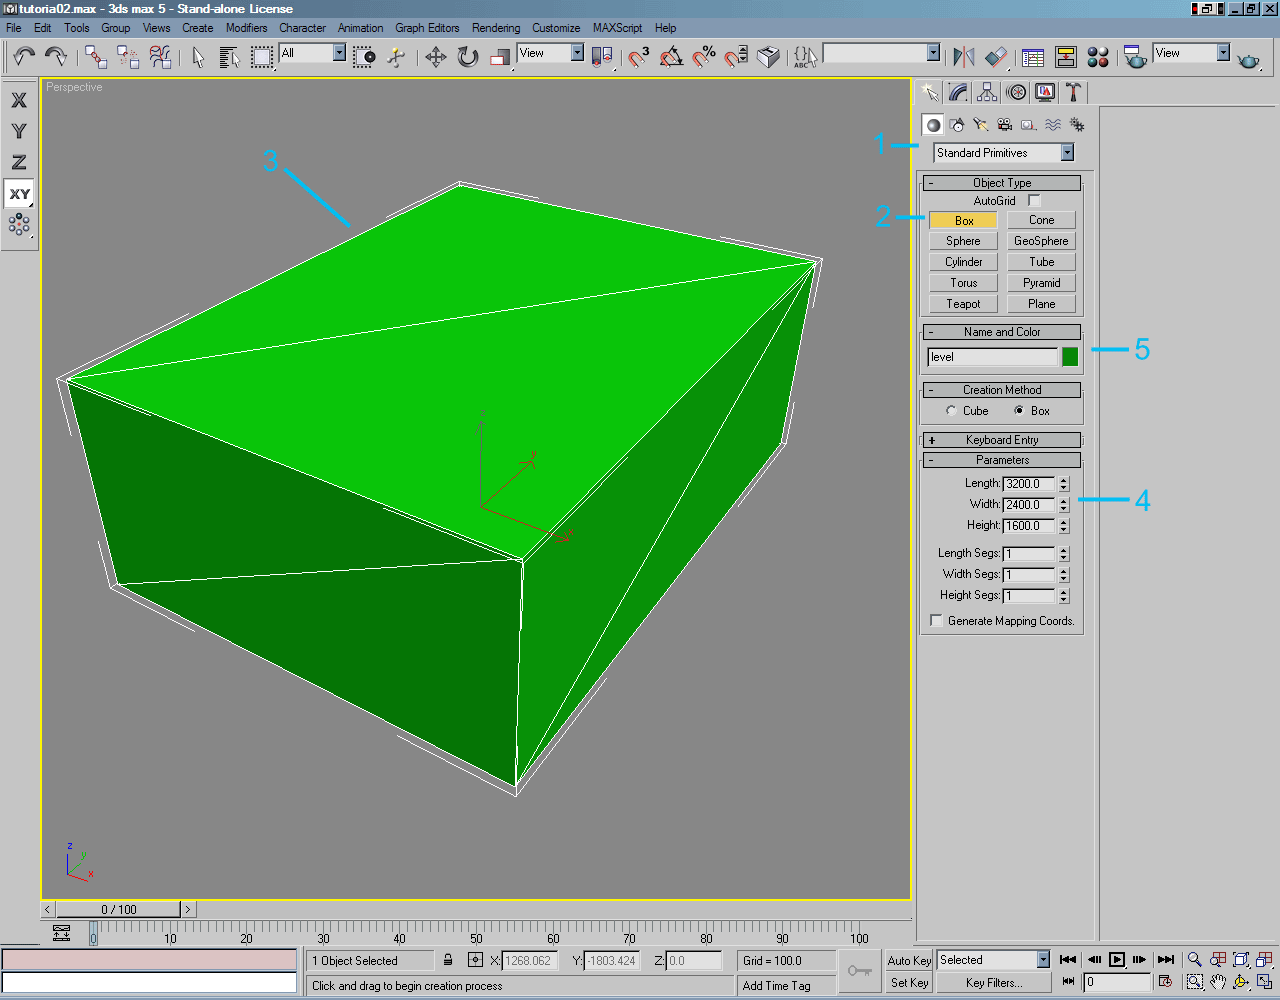 tutoria02.max - 3ds max 5 - Stand-alone License
File Edit Tools Group Views Create Modifiers Character Animation Graph Editors Rendering Customize MAXScript Help
All
View
3
%
{}
ABC
View
X
Y
Z
XY
Perspective
3
1
Standard Primitives
- Object Type
AutoGrid
2
Box Cone
Sphere GeoSphere
Cylinder Tube
Torus Pyramid
Teapot Plane
- Name and Color
level
5
- Creation Method
Cube Box
+ Keyboard Entry
- Parameters
Length: 3200.0
Width: 2400.0
Height: 1600.0
4
Length Segs: 1
Width Segs: 1
Height Segs: 1
Generate Mapping Coords.
z
y
x
z
y
x
< 0 / 100 >
0 10 20 30 40 50 60 70 80 90 100
1 Object Selected X: 1268.062 Y: -1803.424 Z: 0.0 Grid = 100.0
Auto Key Selected
Click and drag to begin creation process Add Time Tag
Set Key Key Filters... 0